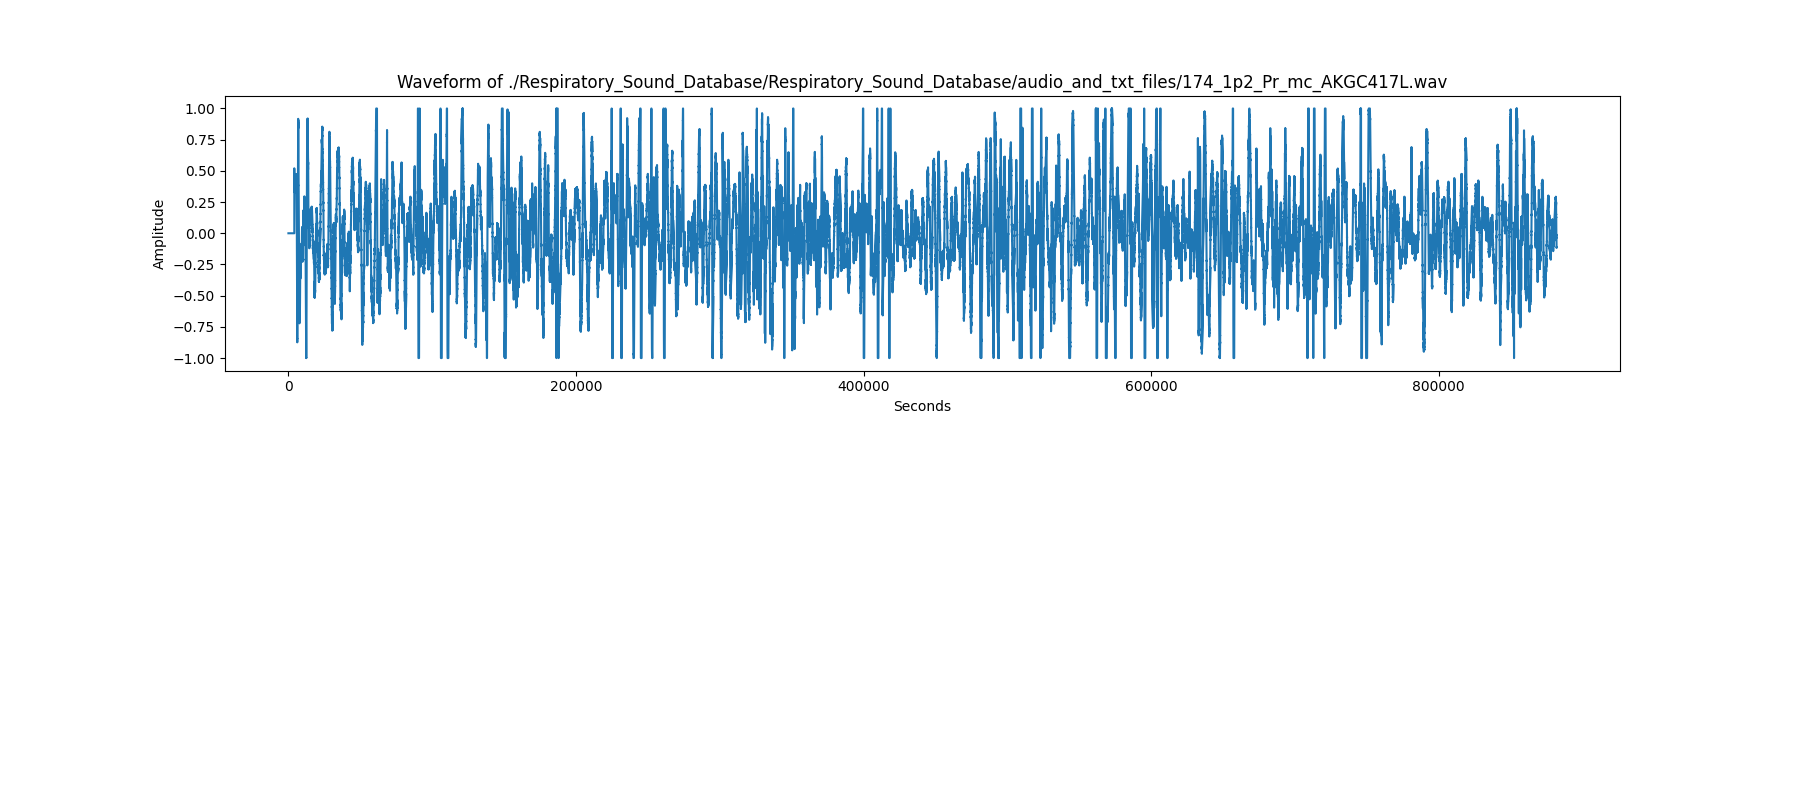 Waveform of ./Respiratory_Sound_Database/Respiratory_Sound_Database/audio_and_txt_files/174_1p2_Pr_mc_AKGC417L.wav
1.00
0.75
0.50
0.25
0.00
−0.25
−0.50
−0.75
−1.00
Amplitude
0 200000 400000 600000 800000
Seconds